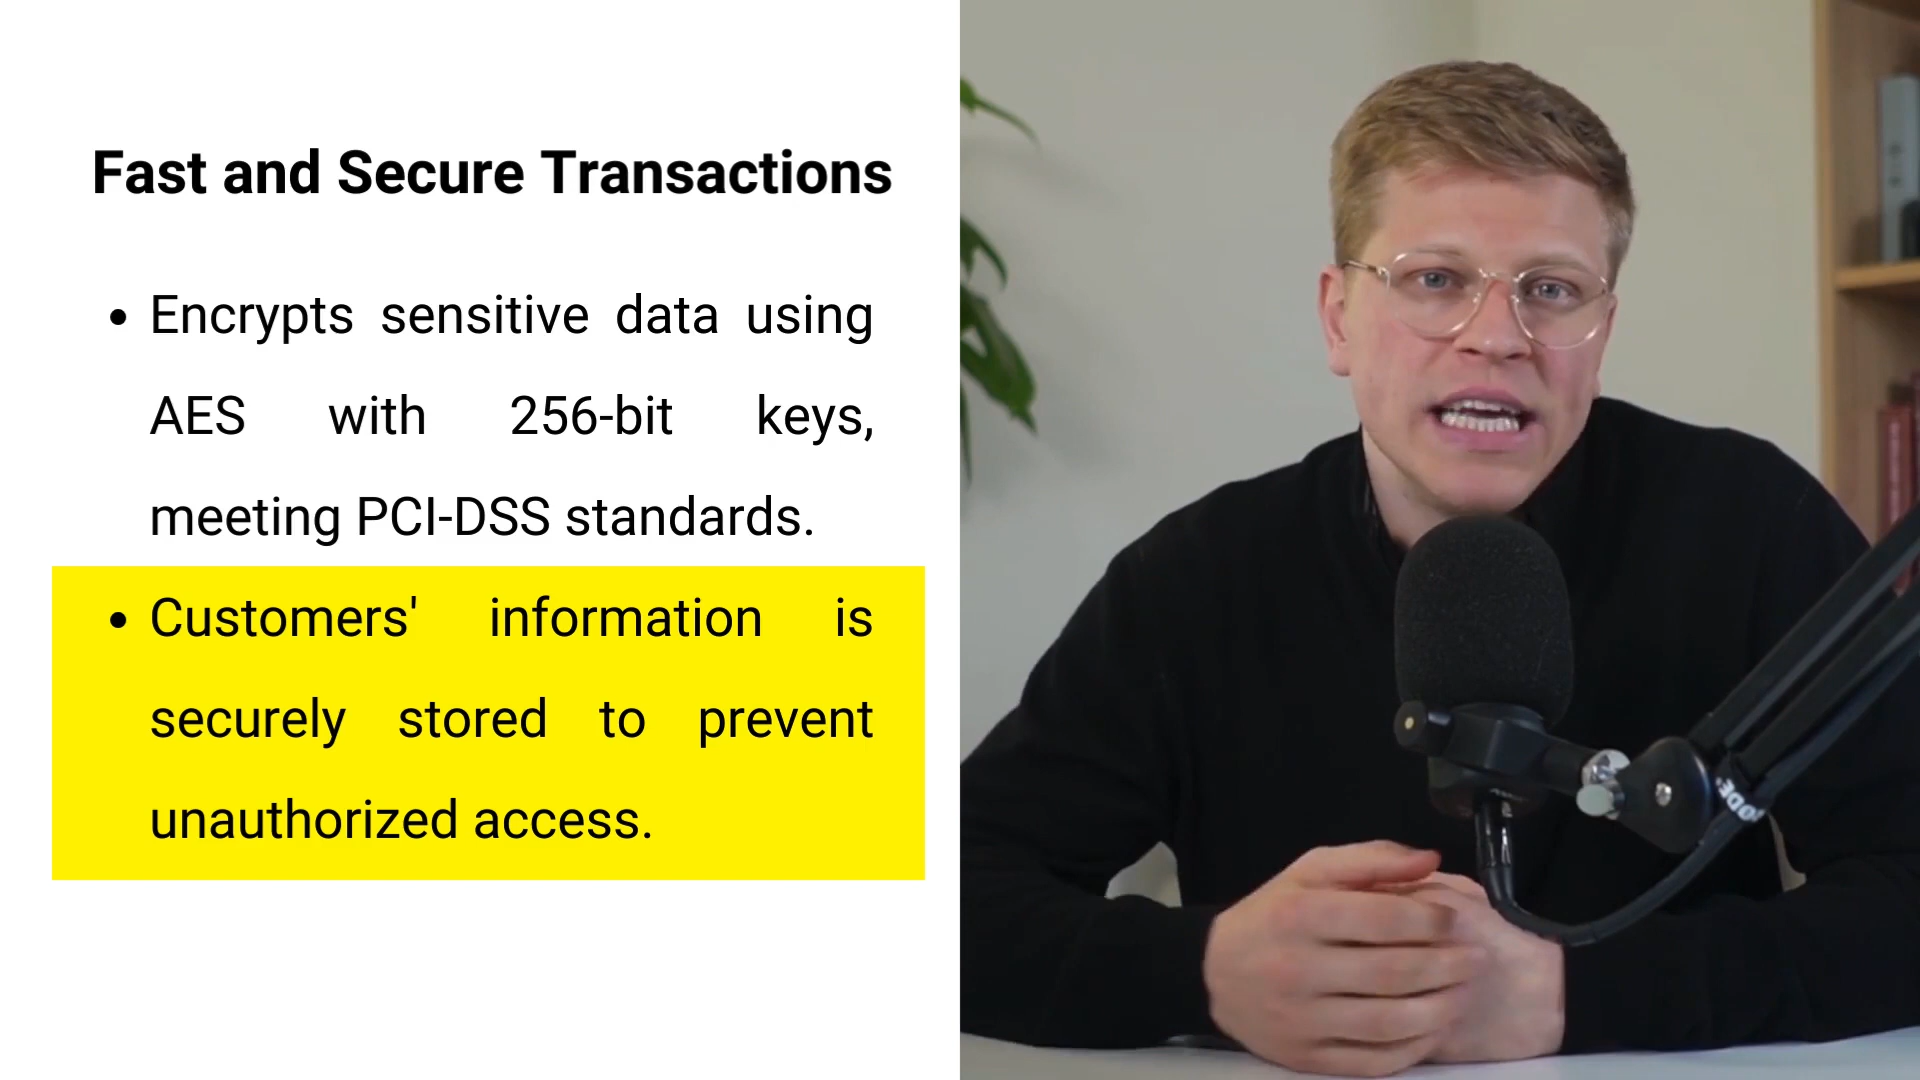 Fast and Secure Transactions
• Encrypts sensitive data using
AES with 256-bit keys,
meeting PCI-DSS standards.
• Customers' information is
securely stored to prevent
unauthorized access.